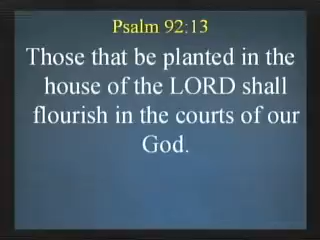 Psalm 92:13
Those that be planted in the
house of the LORD shall
flourish in the courts of our
God.